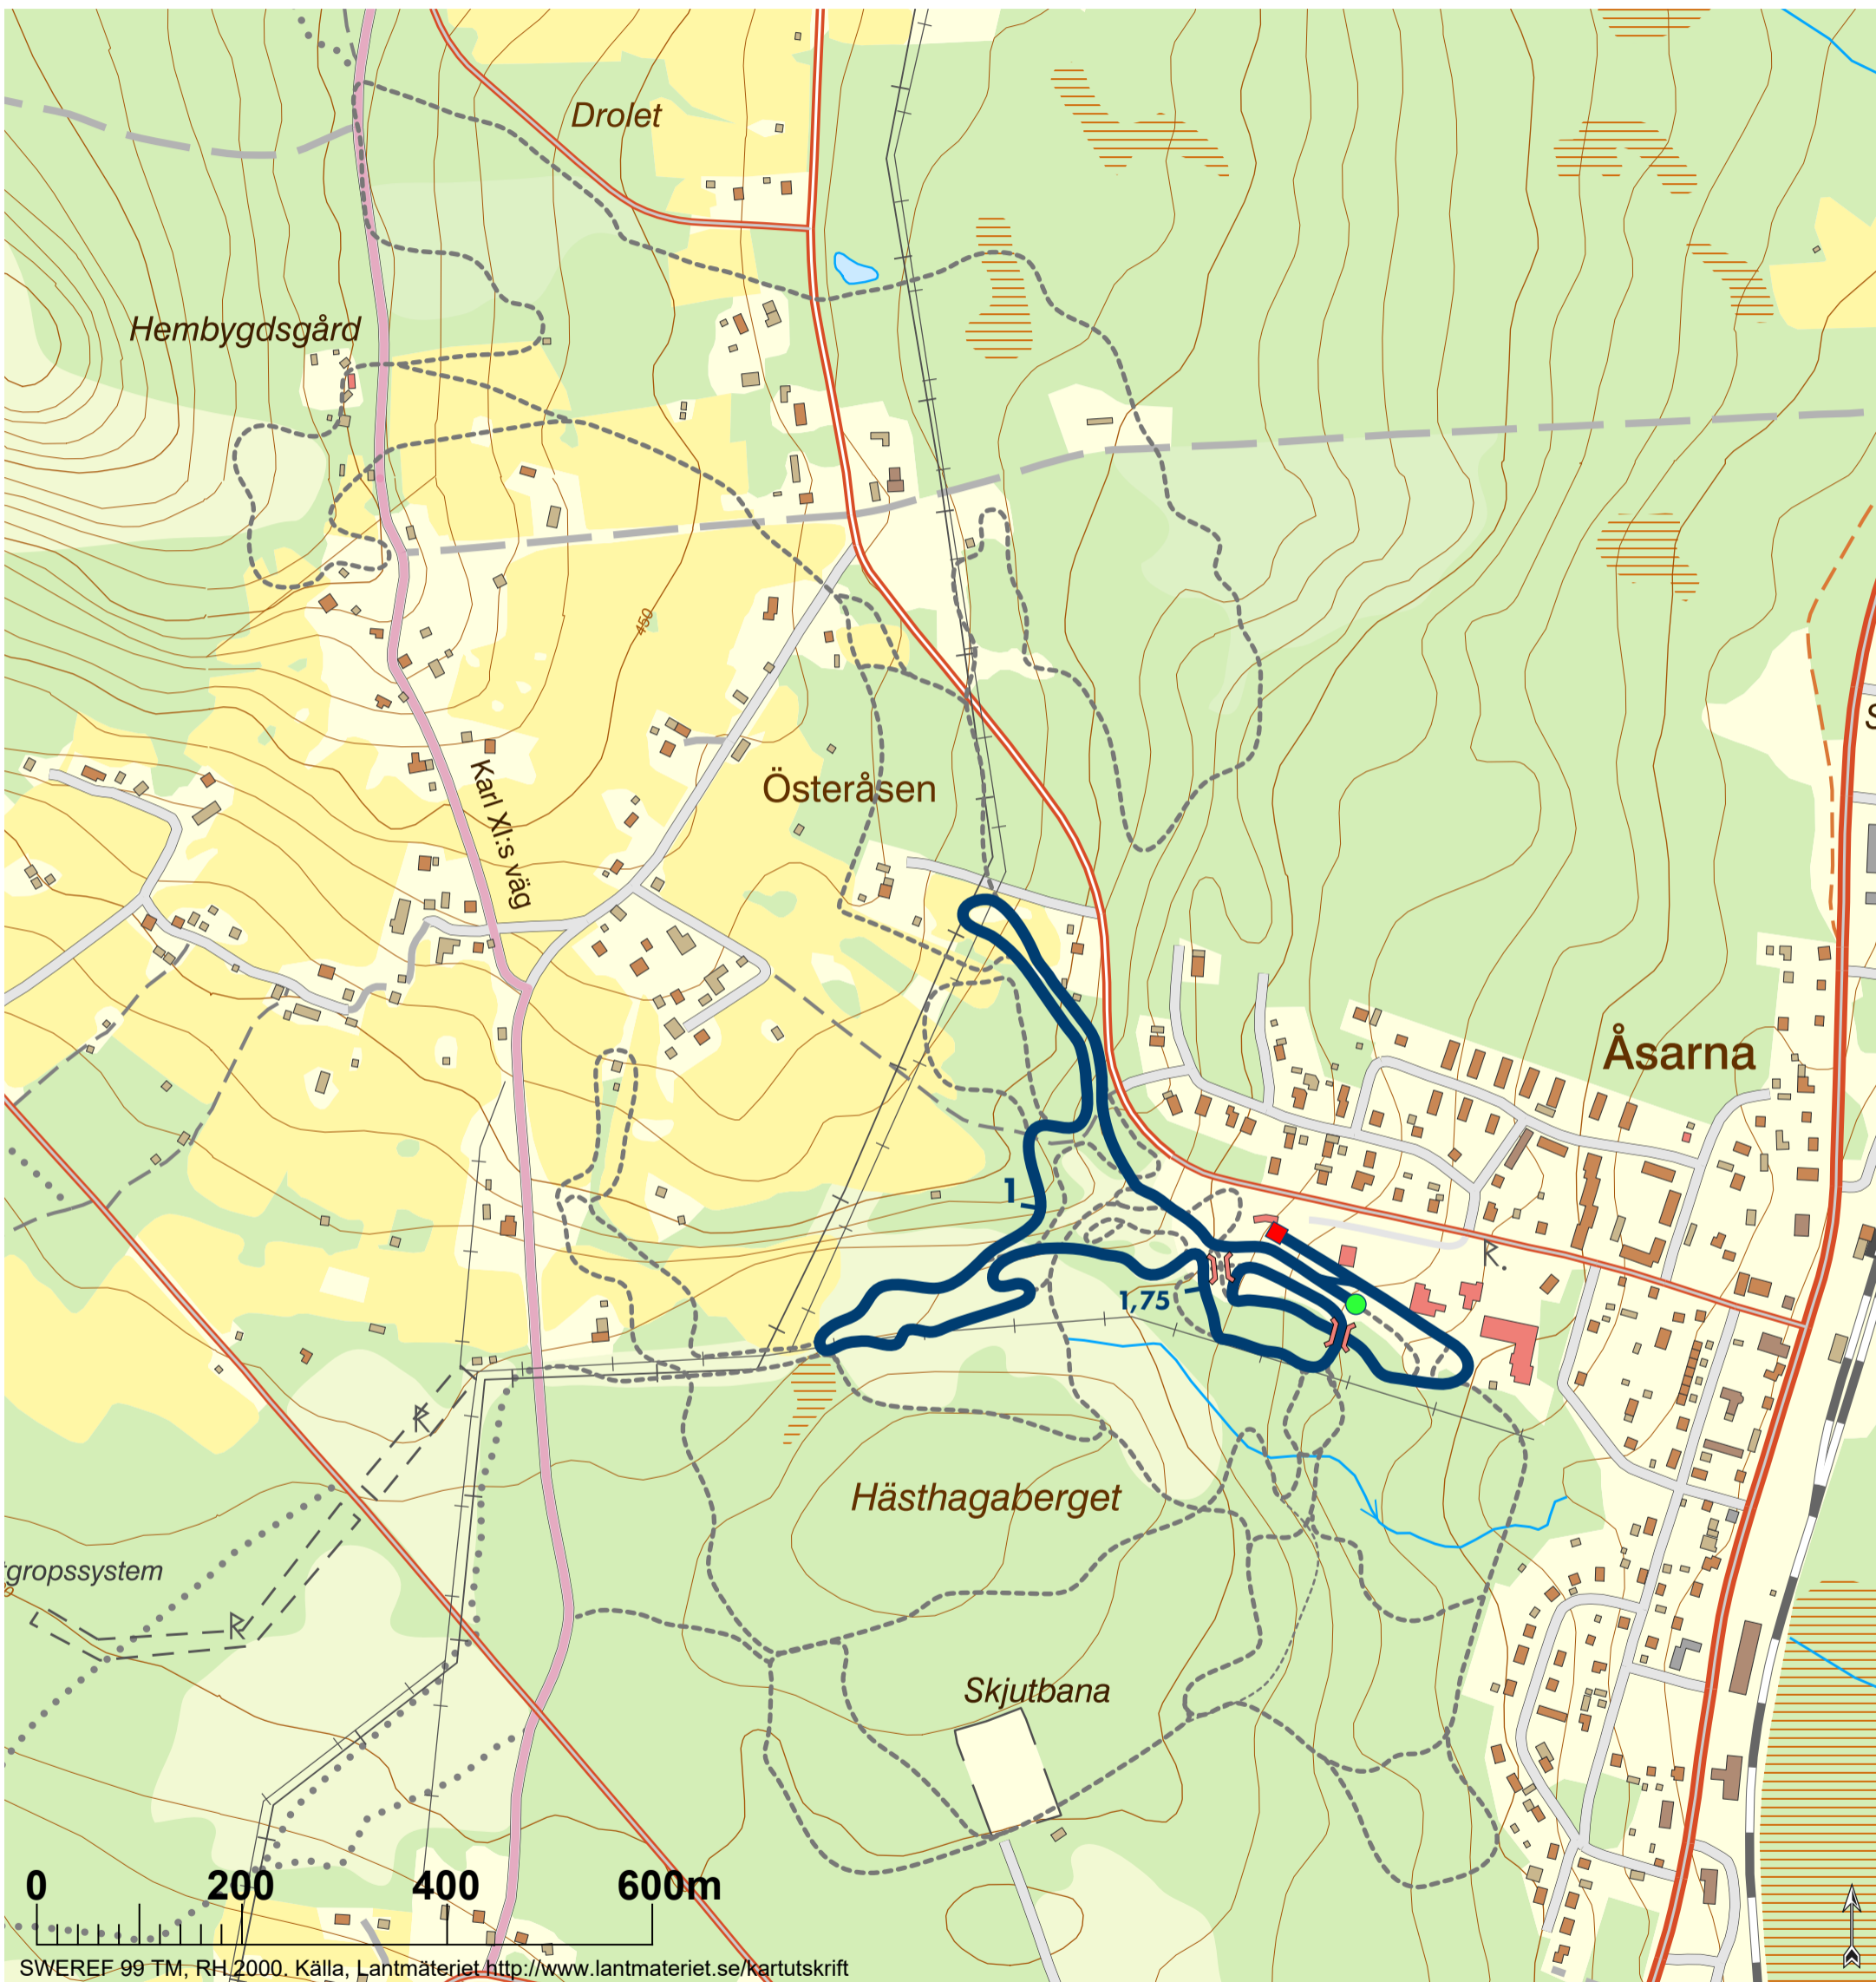 Drolet
Hembygdsgård
450
S
Karl XI:s väg
Österåsen
Åsarna
1
R.
1,75
R
Hästhagaberget
gropssystem
R
Skjutbana
0 200 400 600m
SWEREF 99 TM, RH 2000. Källa, Lantmäteriet http://www.lantmateriet.se/kartutskrift